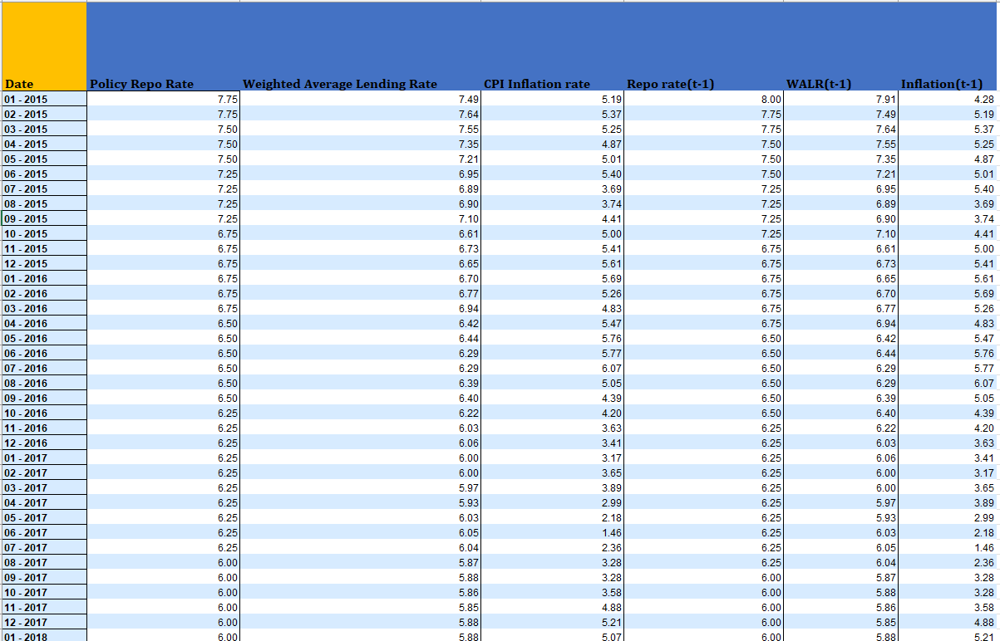 Date Policy Repo Rate Weighted Average Lending Rate CPI Inflation rate Repo rate(t-1) WALR(t-1) Inflation(t-1)
01 - 2015 7.75 7.49 5.19 8.00 7.91 4.28
02 - 2015 7.75 7.64 5.37 7.75 7.49 5.19
03 - 2015 7.50 7.55 5.25 7.75 7.64 5.37
04 - 2015 7.50 7.35 4.87 7.50 7.55 5.25
05 - 2015 7.50 7.21 5.01 7.50 7.35 4.87
06 - 2015 7.25 6.95 5.40 7.50 7.21 5.01
07 - 2015 7.25 6.89 3.69 7.25 6.95 5.40
08 - 2015 7.25 6.90 3.74 7.25 6.89 3.69
09 - 2015 7.25 7.10 4.41 7.25 6.90 3.74
10 - 2015 6.75 6.61 5.00 7.25 7.10 4.41
11 - 2015 6.75 6.73 5.41 6.75 6.61 5.00
12 - 2015 6.75 6.65 5.61 6.75 6.73 5.41
01 - 2016 6.75 6.70 5.69 6.75 6.65 5.61
02 - 2016 6.75 6.77 5.26 6.75 6.70 5.69
03 - 2016 6.75 6.94 4.83 6.75 6.77 5.26
04 - 2016 6.50 6.42 5.47 6.75 6.94 4.83
05 - 2016 6.50 6.44 5.76 6.50 6.42 5.47
06 - 2016 6.50 6.29 5.77 6.50 6.44 5.76
07 - 2016 6.50 6.29 6.07 6.50 6.29 5.77
08 - 2016 6.50 6.39 5.05 6.50 6.29 6.07
09 - 2016 6.50 6.40 4.39 6.50 6.39 5.05
10 - 2016 6.25 6.22 4.20 6.50 6.40 4.39
11 - 2016 6.25 6.03 3.63 6.25 6.22 4.20
12 - 2016 6.25 6.06 3.41 6.25 6.03 3.63
01 - 2017 6.25 6.00 3.17 6.25 6.06 3.41
02 - 2017 6.25 6.00 3.65 6.25 6.00 3.17
03 - 2017 6.25 5.97 3.89 6.25 6.00 3.65
04 - 2017 6.25 5.93 2.99 6.25 5.97 3.89
05 - 2017 6.25 6.03 2.18 6.25 5.93 2.99
06 - 2017 6.25 6.05 1.46 6.25 6.03 2.18
07 - 2017 6.25 6.04 2.36 6.25 6.05 1.46
08 - 2017 6.00 5.87 3.28 6.25 6.04 2.36
09 - 2017 6.00 5.88 3.28 6.00 5.87 3.28
10 - 2017 6.00 5.86 3.58 6.00 5.88 3.28
11 - 2017 6.00 5.85 4.88 6.00 5.86 3.58
12 - 2017 6.00 5.88 5.21 6.00 5.85 4.88
01 - 2018 6.00 5.88 5.07 6.00 5.88 5.21